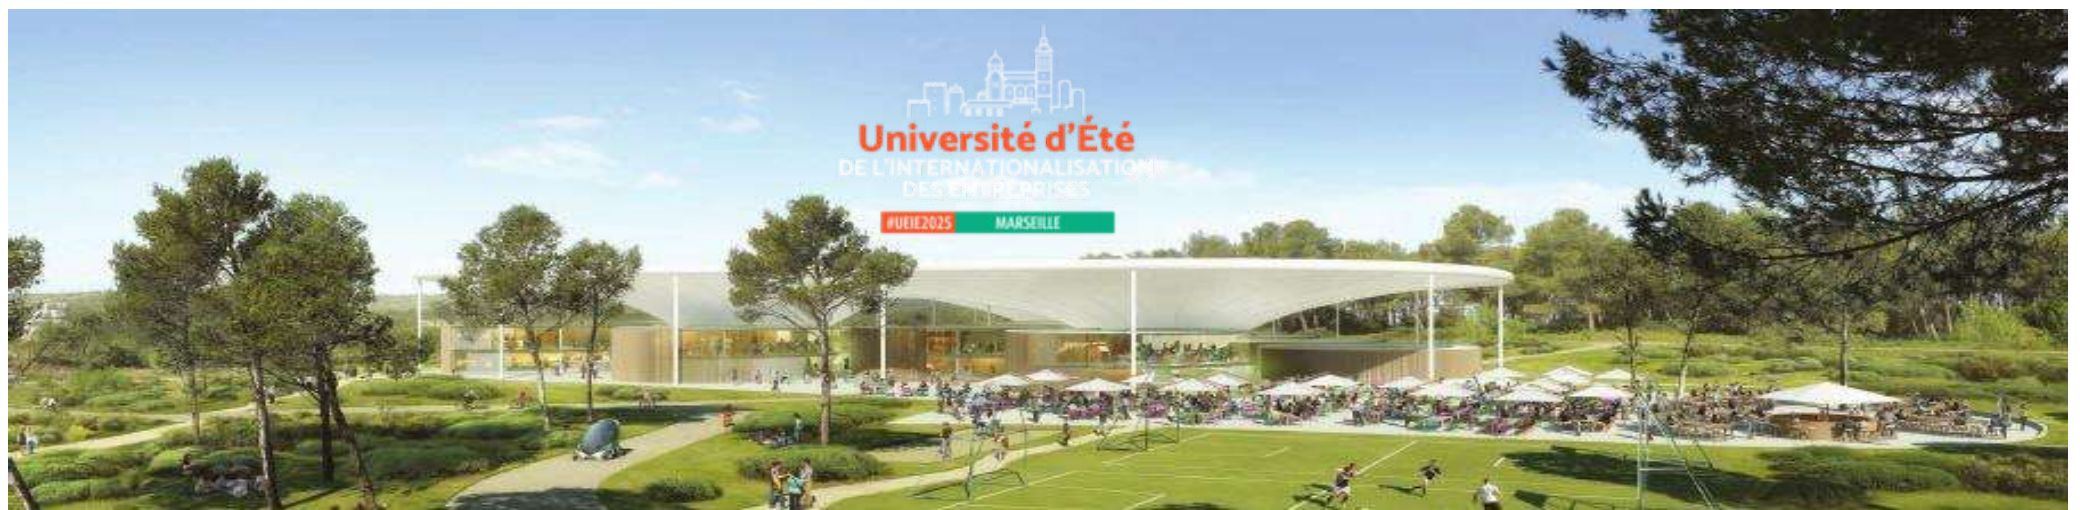 Université d'Été
DE L'INTERNATIONALISATION
DES ENTREPRISES
#UEIE2025 MARSEILLE